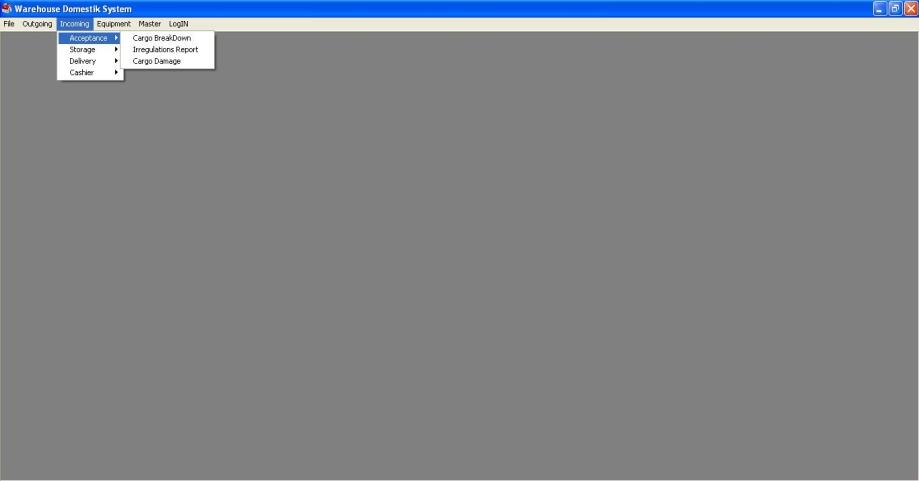 Warehouse Domestik System
File Outgoing Incoming Equipment Master LogIN
Acceptance
Storage
Delivery
Cashier
Cargo BreakDown
Irregulations Report
Cargo Damage